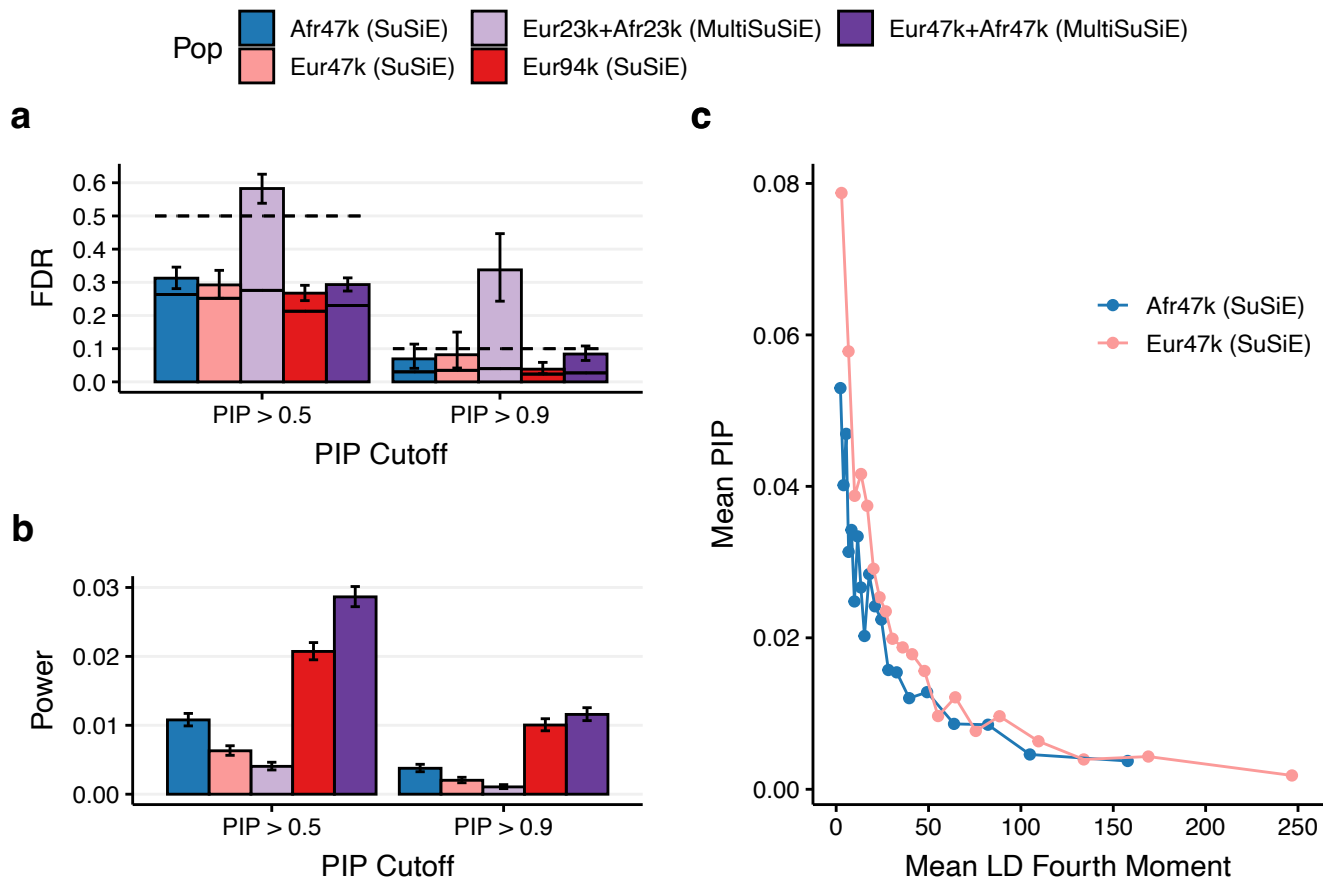 Pop
Afr47k (SuSiE)
Eur23k+Afr23k (MultiSuSiE)
Eur47k+Afr47k (MultiSuSiE)
Eur47k (SuSiE)
Eur94k (SuSiE)
a
FDR
0.6
0.5
0.4
0.3
0.2
0.1
0.0
PIP > 0.5
PIP > 0.9
PIP Cutoff
b
Power
0.03
0.02
0.01
0.00
PIP > 0.5
PIP > 0.9
PIP Cutoff
c
Mean PIP
0.08
0.06
0.04
0.02
0.00
Afr47k (SuSiE)
Eur47k (SuSiE)
0 50 100 150 200 250
Mean LD Fourth Moment